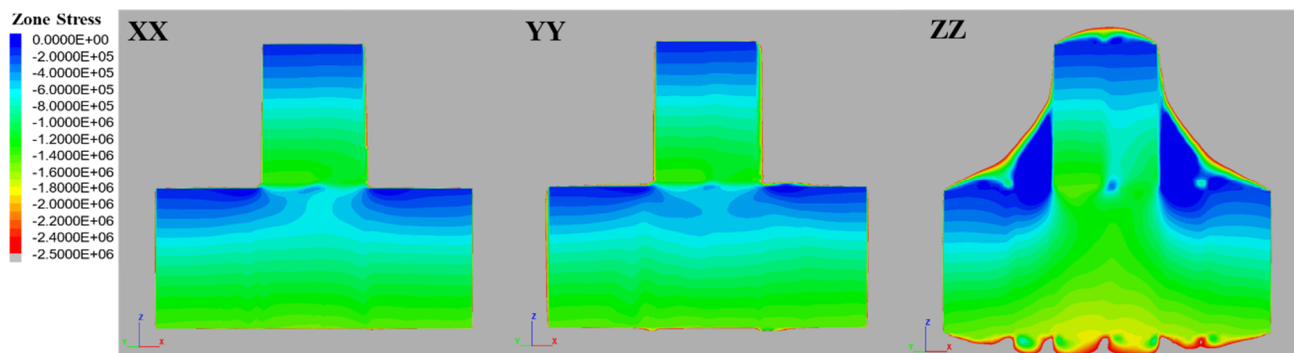 Zone Stress
0.0000E+00
-2.0000E+05
-4.0000E+05
-6.0000E+05
-8.0000E+05
-1.0000E+06
-1.2000E+06
-1.4000E+06
-1.6000E+06
-1.8000E+06
-2.0000E+06
-2.2000E+06
-2.4000E+06
-2.5000E+06
XX
Z
Y
X
YY
Z
Y
X
ZZ
Z
Y
X